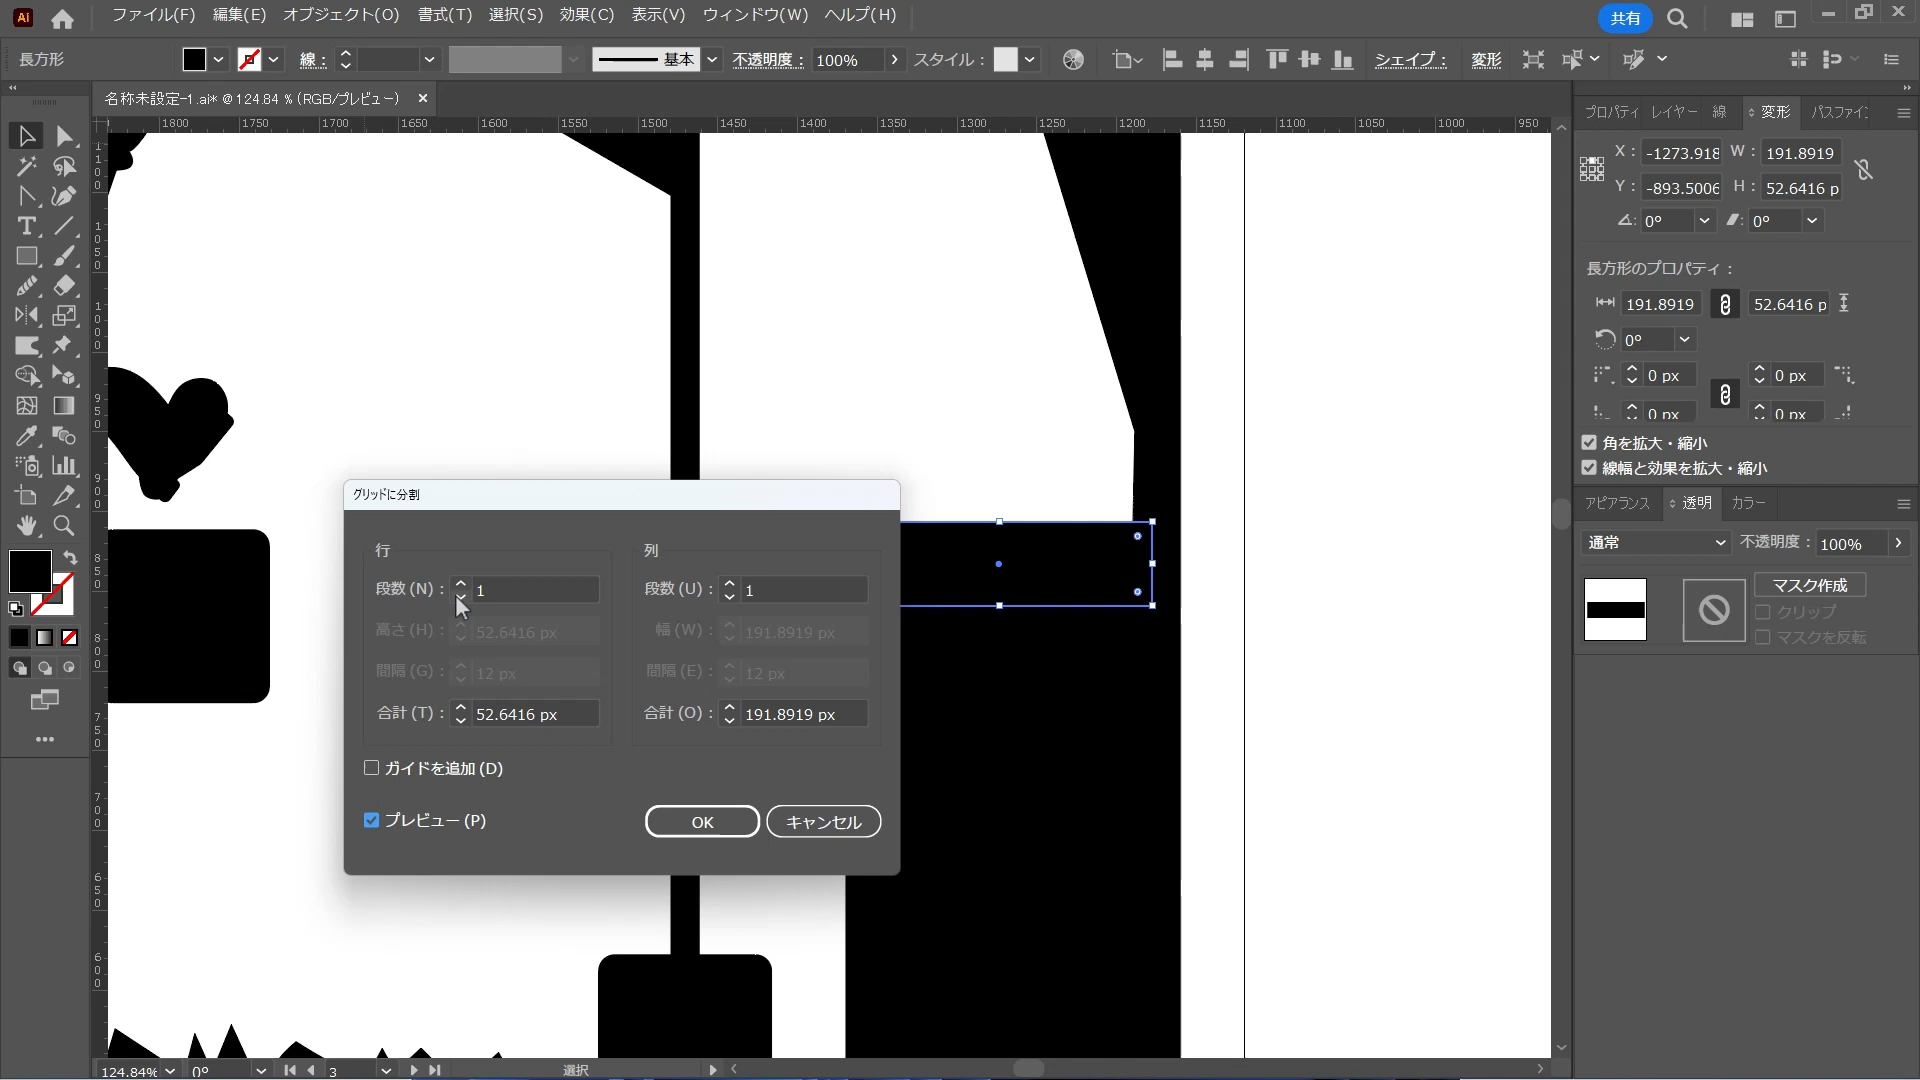 Ai
ファイル(F) 編集(E) オブジェクト(O) 書式(T) 選択(S) 効果(C) 表示(V) ウィンドウ(W) ヘルプ(H)
共有
長方形
線：
基本
不透明度： 100%
スタイル：
シェイプ：
変形
名称未設定-1.ai* @ 124.84 % (RGB/プレビュー)
1800 1750 1700 1650 1600 1550 1500 1450 1400 1350 1300 1250 1200 1150 1100 1050 1000 950
1100
1050
1000
950
900
850
800
750
700
650
600
グリッドに分割
行
段数 (N)： 1
高さ (H)： 52.6416 px
間隔 (G)： 12 px
合計 (T)： 52.6416 px
列
段数 (U)： 1
幅 (W)： 191.8919 px
間隔 (E)： 12 px
合計 (O)： 191.8919 px
ガイドを追加 (D)
プレビュー (P)
OK
キャンセル
プロパティ レイヤー 線 変形
X： -1273.918 W： 191.8919
Y： -893.5006 H： 52.6416 p
0° 0°
長方形のプロパティ：
191.8919 52.6416 p
0°
0 px 0 px
0 px 0 px
角を拡大・縮小
線幅と効果を拡大・縮小
アピアランス 透明 カラー
通常 不透明度： 100%
マスク作成
クリップ
マスクを反転
124.84% 0° 3 選択